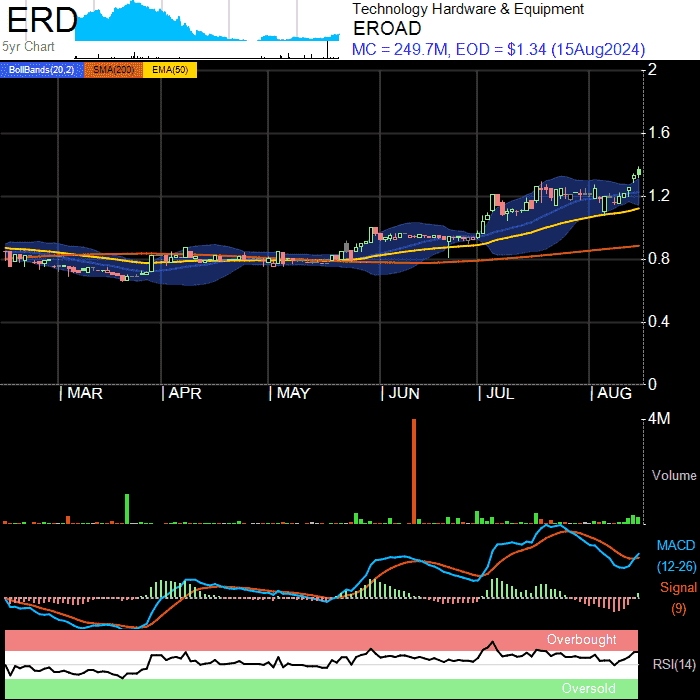 ERD
5yr Chart
Technology Hardware & Equipment
EROAD
MC = 249.7M, EOD = $1.34 (15Aug2024)
BollBands(20,2) SMA(200) EMA(50)
2
1.6
1.2
0.8
0.4
0
MAR APR MAY JUN JUL AUG
4M
Volume
MACD
(12-26)
Signal
(9)
Overbought
RSI(14)
Oversold